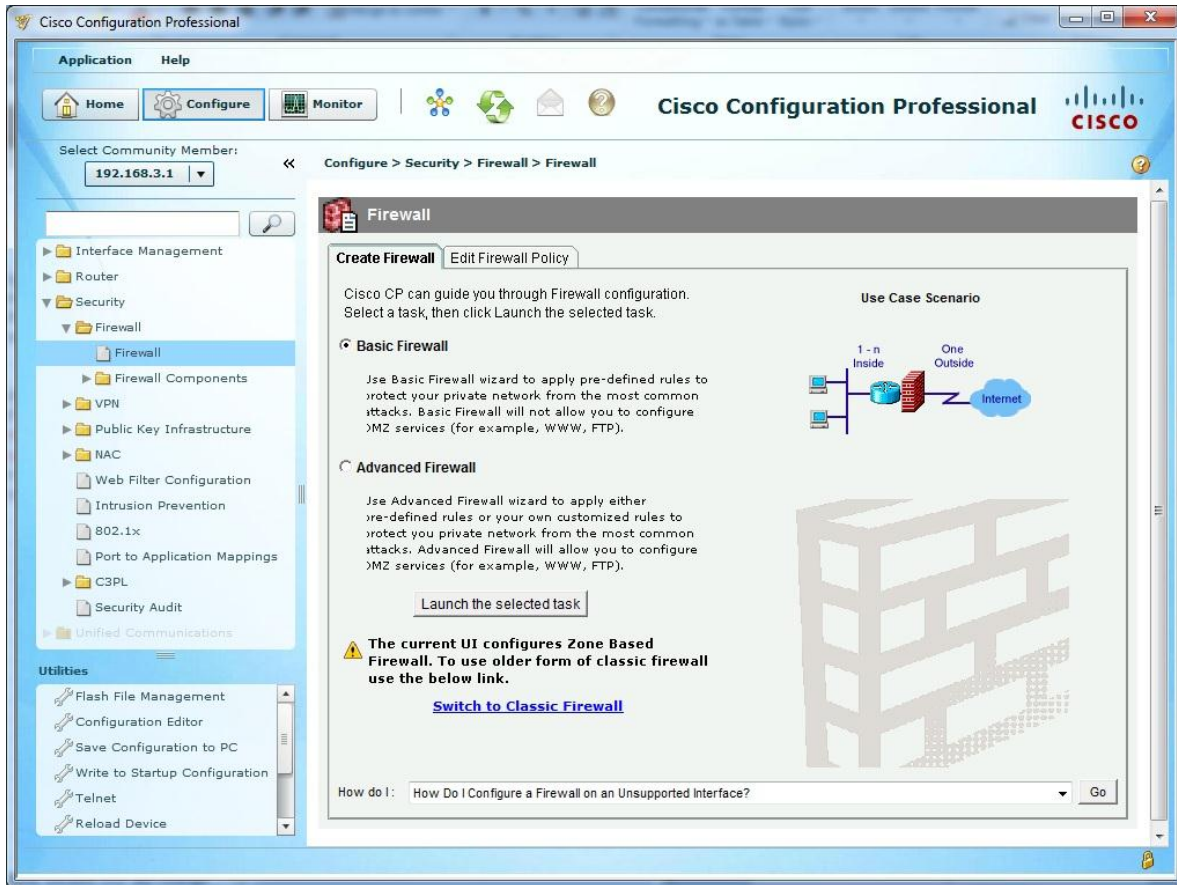 Cisco Configuration Professional
Application Help
Home Configure Monitor Cisco Configuration Professional
CISCO
Select Community Member:
192.168.3.1
«
Configure > Security > Firewall > Firewall
Interface Management
Router
Security
Firewall
Firewall
Firewall Components
VPN
Public Key Infrastructure
NAC
Web Filter Configuration
Intrusion Prevention
802.1x
Port to Application Mappings
C3PL
Security Audit
Unified Communications
Utilities
Flash File Management
Configuration Editor
Save Configuration to PC
Write to Startup Configuration
Telnet
Reload Device
Firewall
Create Firewall Edit Firewall Policy
Cisco CP can guide you through Firewall configuration.
Select a task, then click Launch the selected task.
Basic Firewall
Jse Basic Firewall wizard to apply pre-defined rules to
protect your private network from the most common
attacks. Basic Firewall will not allow you to configure
DMZ services (for example, WWW, FTP).
Advanced Firewall
Jse Advanced Firewall wizard to apply either
pre-defined rules or your own customized rules to
protect you private network from the most common
attacks. Advanced Firewall will allow you to configure
DMZ services (for example, WWW, FTP).
Launch the selected task
The current UI configures Zone Based
Firewall. To use older form of classic firewall
use the below link.
Switch to Classic Firewall
Use Case Scenario
1 - n
Inside
One
Outside
Internet
How do I: How Do I Configure a Firewall on an Unsupported Interface? Go